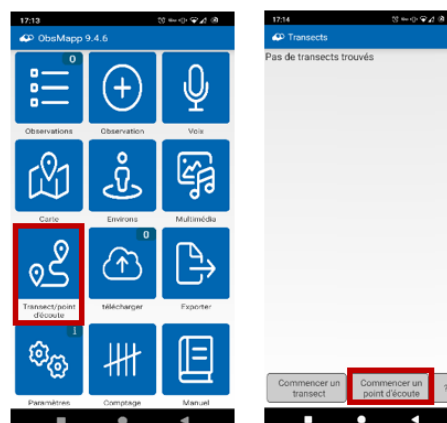 17:13
ObsMapp 9.4.6
0
Observations
Observation
Voix
Carte
Environs
Multimédia
0
Transect/point
d'écoute
télécharger
Exporter
1
Paramètres
Comptage
Manuel
17:14
Transects
Pas de transects trouvés
Commencer un
transect
Commencer un
point d'écoute
?